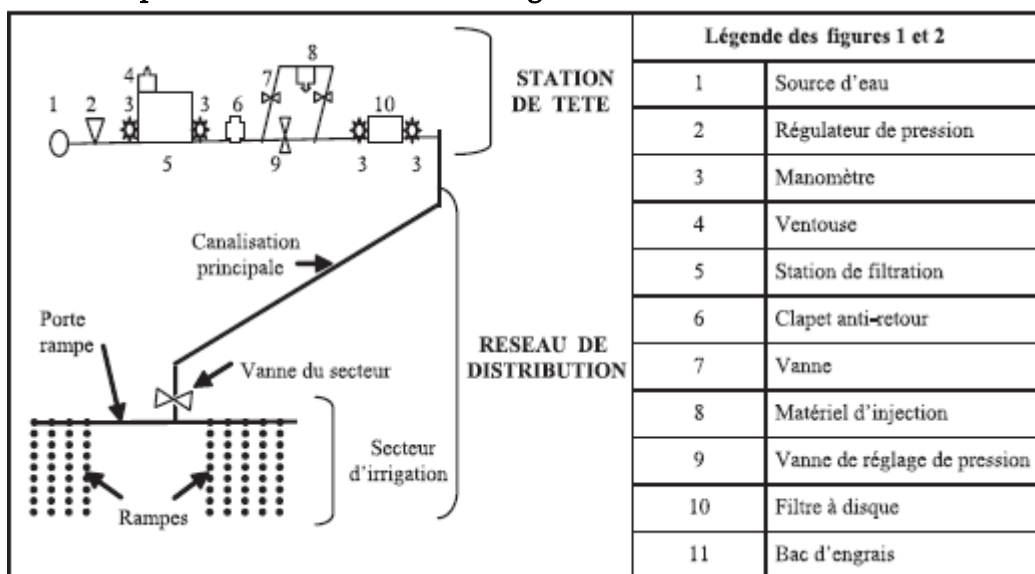 8
4
7
STATION
DE TETE
1
2
3
3
6
10
5
9
3
3
Canalisation
principale
Porte
rampe
Vanne du secteur
RESEAU DE
DISTRIBUTION
Secteur
d'irrigation
Rampes
Légende des figures 1 et 2
1 Source d'eau
2 Régulateur de pression
3 Manomètre
4 Ventouse
5 Station de filtration
6 Clapet anti-retour
7 Vanne
8 Matériel d'injection
9 Vanne de réglage de pression
10 Filtre à disque
11 Bac d'engrais